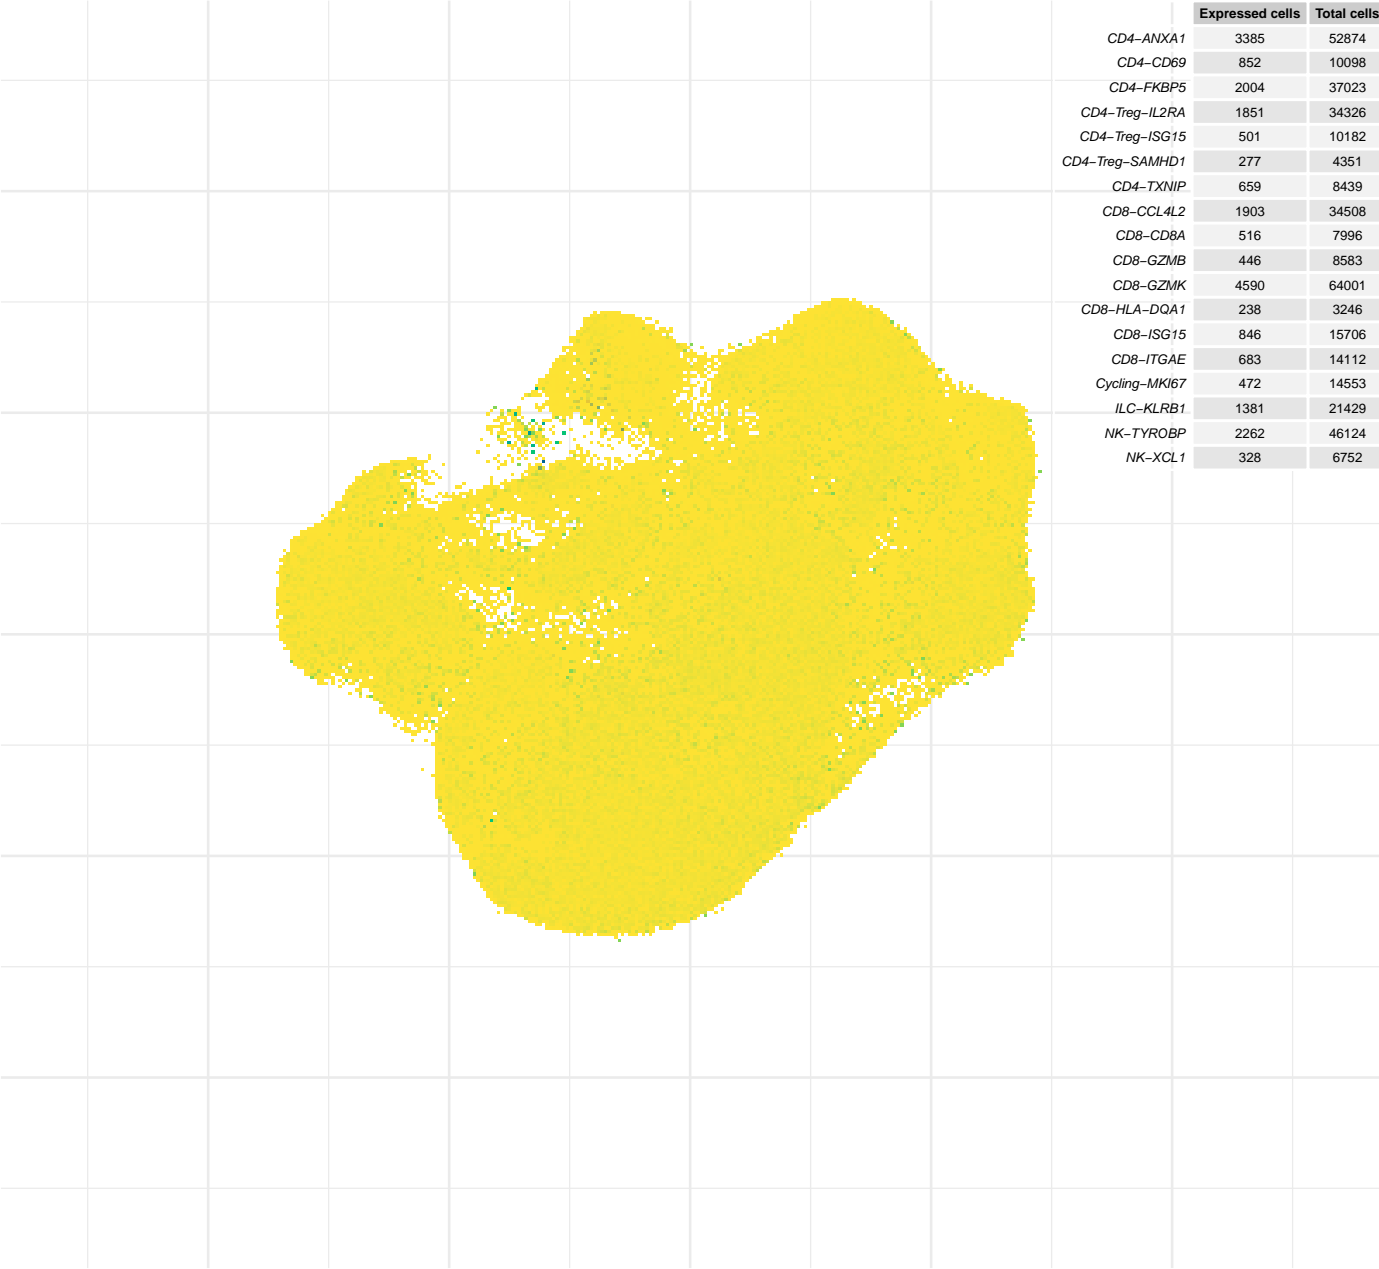 Expressed cells Total cells
CD4−ANXA1 3385 52874
CD4−CD69 852 10098
CD4−FKBP5 2004 37023
CD4−Treg−IL2RA 1851 34326
CD4−Treg−ISG15 501 10182
CD4−Treg−SAMHD1 277 4351
CD4−TXNIP 659 8439
CD8−CCL4L2 1903 34508
CD8−CD8A 516 7996
CD8−GZMB 446 8583
CD8−GZMK 4590 64001
CD8−HLA−DQA1 238 3246
CD8−ISG15 846 15706
CD8−ITGAE 683 14112
Cycling−MKI67 472 14553
ILC−KLRB1 1381 21429
NK−TYROBP 2262 46124
NK−XCL1 328 6752